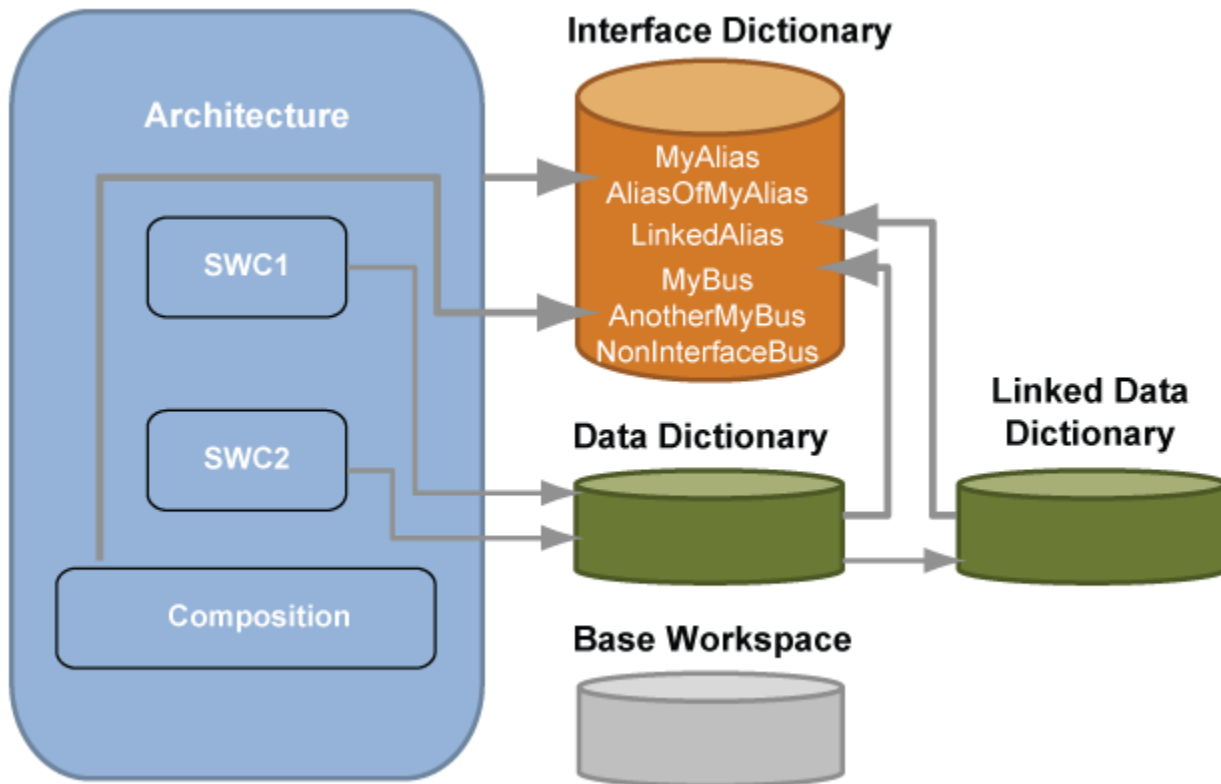 Interface Dictionary
Architecture
MyAlias
AliasOfMyAlias
LinkedAlias
MyBus
AnotherMyBus
NonInterfaceBus
SWC1
SWC2
Composition
Data Dictionary
Linked Data
Dictionary
Base Workspace